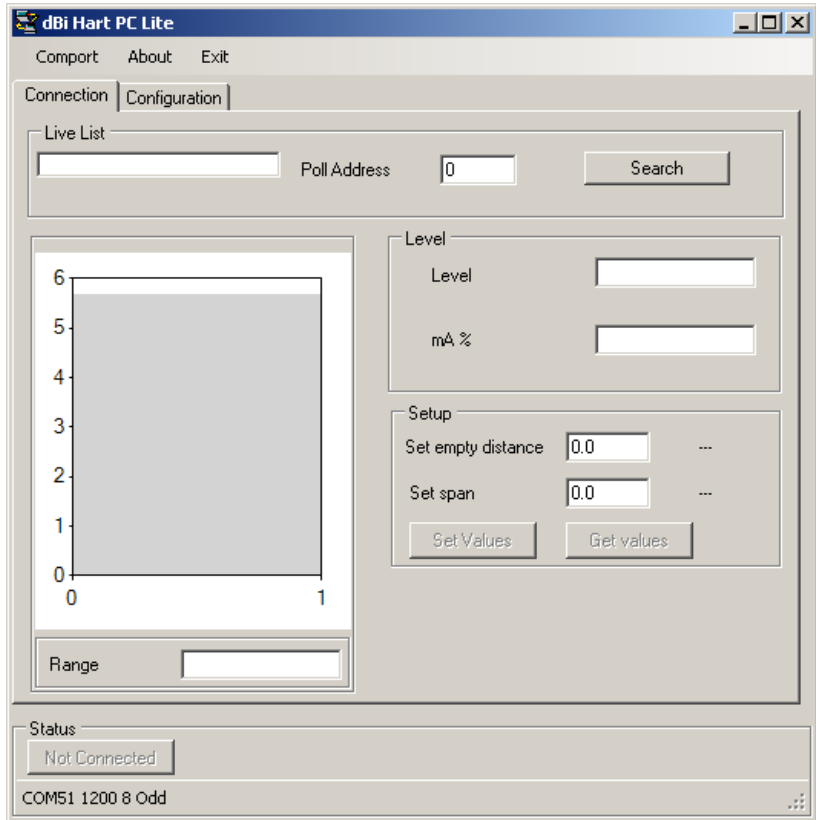 dBi Hart PC Lite
Comport About Exit
Connection Configuration
Live List
Poll Address 0 Search
6
5
4
3
2
1
0
0 1
Range
Level
Level
mA %
Setup
Set empty distance 0.0 ---
Set span 0.0 ---
Set Values Get values
Status
Not Connected
COM51 1200 8 Odd